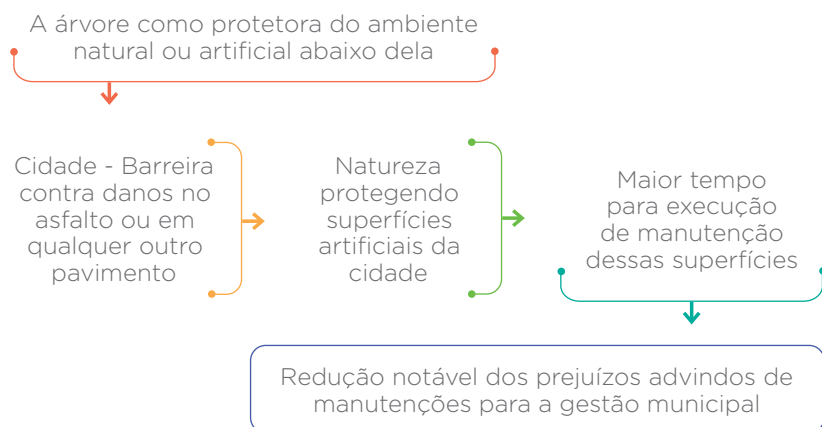 A árvore como protetora do ambiente
natural ou artificial abaixo dela
Cidade - Barreira
contra danos no
asfalto ou em
qualquer outro
pavimento
Natureza
protegendo
superfícies
artificiais da
cidade
Maior tempo
para execução
de manutenção
dessas superfícies
Redução notável dos prejuízos advindos de
manutenções para a gestão municipal